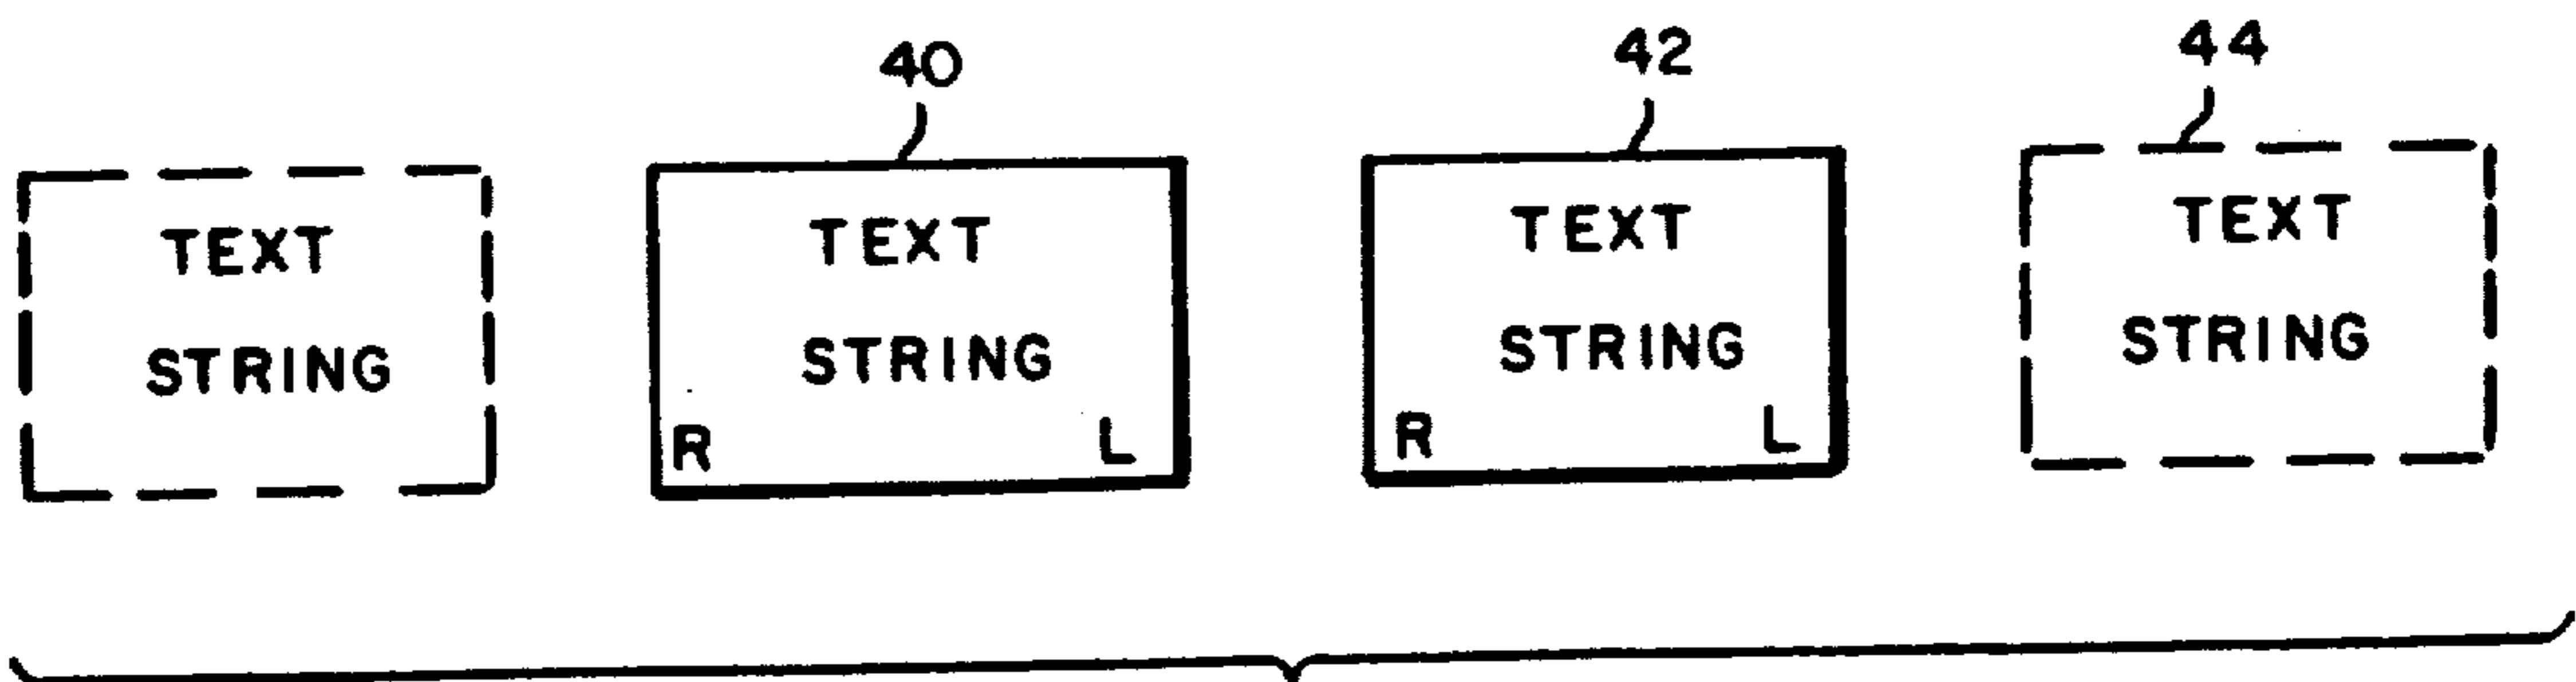 40 42 44
TEXT TEXT TEXT TEXT
STRING STRING STRING STRING
R L R L